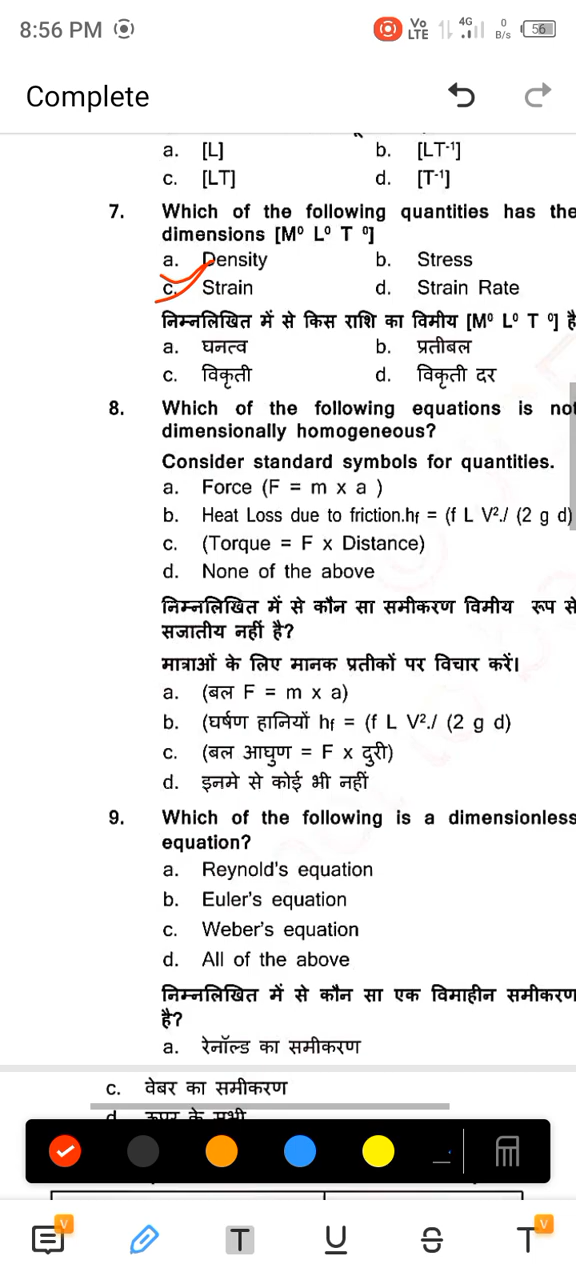 8:56 PM
Vo LTE 4G 0 B/s 56
Complete
a. [L] b. [LT-¹]
c. [LT] d. [T-¹]
7. Which of the following quantities has the
dimensions [M⁰ L⁰ T ⁰]
a. Density b. Stress
c. Strain d. Strain Rate
निम्नलिखित में से किस राशि का विमीय [M⁰ L⁰ T ⁰] है
a. घनत्व b. प्रतीबल
c. विकृती d. विकृती दर
8. Which of the following equations is not
dimensionally homogeneous?
Consider standard symbols for quantities.
a. Force (F = m x a )
b. Heat Loss due to friction.hf = (f L V²./ (2 g d)
c. (Torque = F x Distance)
d. None of the above
निम्नलिखित में से कौन सा समीकरण विमीय रूप से
सजातीय नहीं है?
मात्राओं के लिए मानक प्रतीकों पर विचार करें।
a. (बल F = m x a)
b. (घर्षण हानियों hf = (f L V²./ (2 g d)
c. (बल आघुण = F x दुरी)
d. इनमे से कोई भी नहीं
9. Which of the following is a dimensionless
equation?
a. Reynold's equation
b. Euler's equation
c. Weber's equation
d. All of the above
निम्नलिखित में से कौन सा एक विमाहीन समीकरण
है?
a. रेनॉल्ड का समीकरण
c. वेबर का समीकरण
d. ऊपर के सभी
V T U S T V